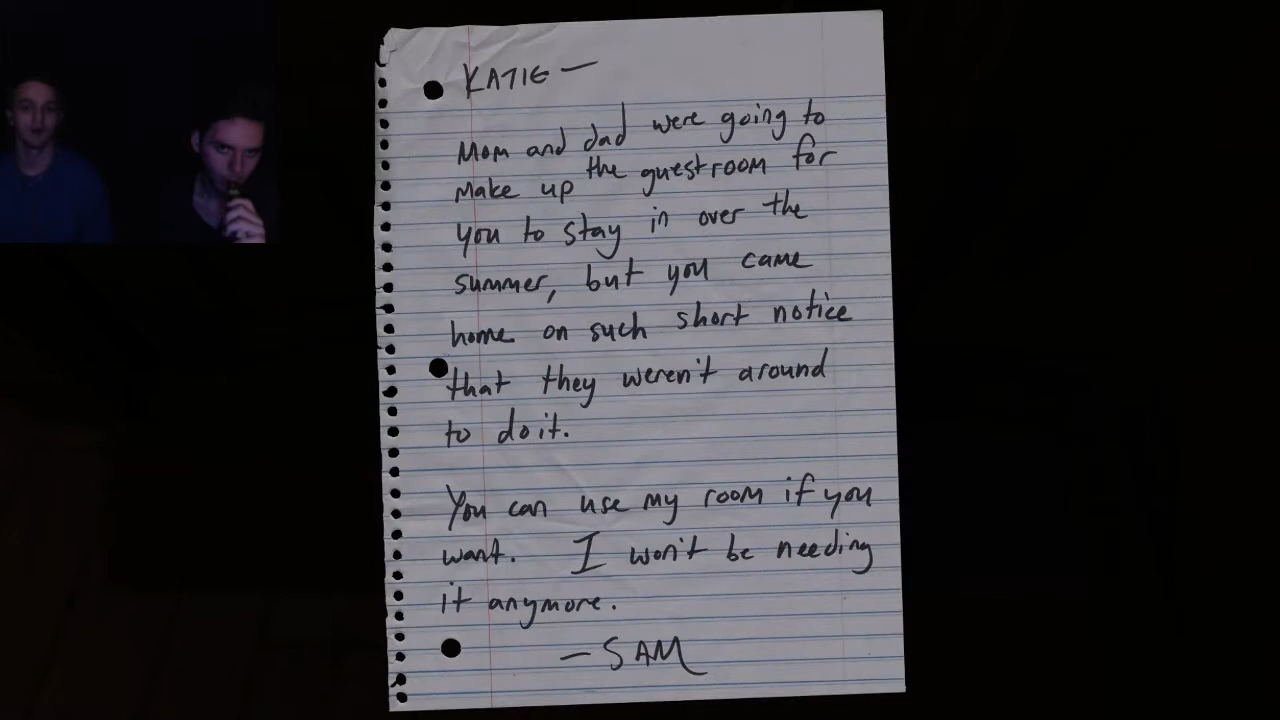 KATIE —
Mom and dad were going to
make up the guestroom for
you to stay in over the
summer, but you came
home on such short notice
that they weren't around
to do it.
You can use my room if you
want. I won't be needing
it anymore.
— SAM